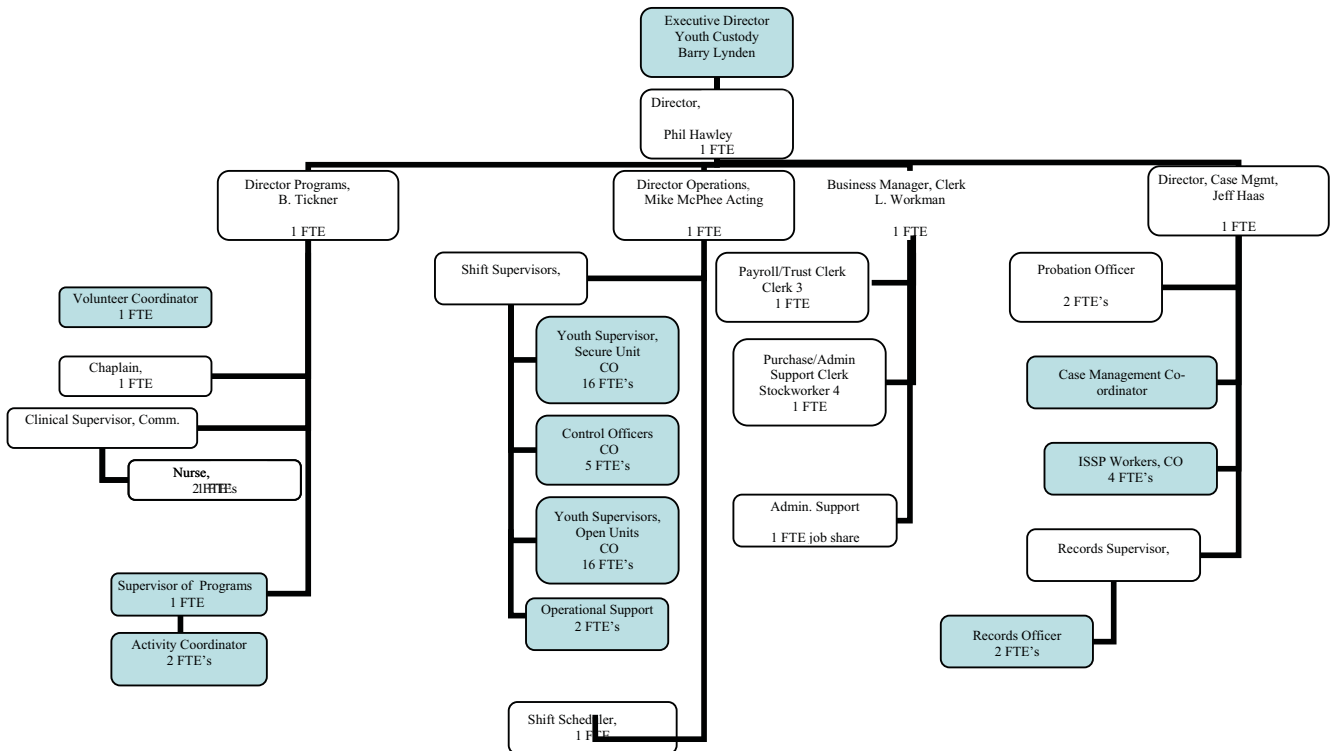 Executive Director
Youth Custody
Barry Lynden
Director,
Phil Hawley
1 FTE
Director Programs,
B. Tickner
1 FTE
Director Operations,
Mike McPhee Acting
1 FTE
Business Manager, Clerk
L. Workman
1 FTE
Director, Case Mgmt,
Jeff Haas
1 FTE
Volunteer Coordinator
1 FTE
Chaplain,
1 FTE
Clinical Supervisor, Comm.
Nurse,
Supervisor of Programs
1 FTE
Activity Coordinator
2 FTE's
Shift Supervisors,
Youth Supervisor,
Secure Unit
CO
16 FTE's
Control Officers
CO
5 FTE's
Youth Supervisors,
Open Units
CO
16 FTE's
Operational Support
2 FTE's
Shift Scheduler,
1 FTE
Payroll/Trust Clerk
Clerk 3
1 FTE
Purchase/Admin
Support Clerk
Stockworker 4
1 FTE
Admin. Support
1 FTE job share
Probation Officer
2 FTE's
Case Management Co-
ordinator
ISSP Workers, CO
4 FTE's
Records Supervisor,
Records Officer
2 FTE's